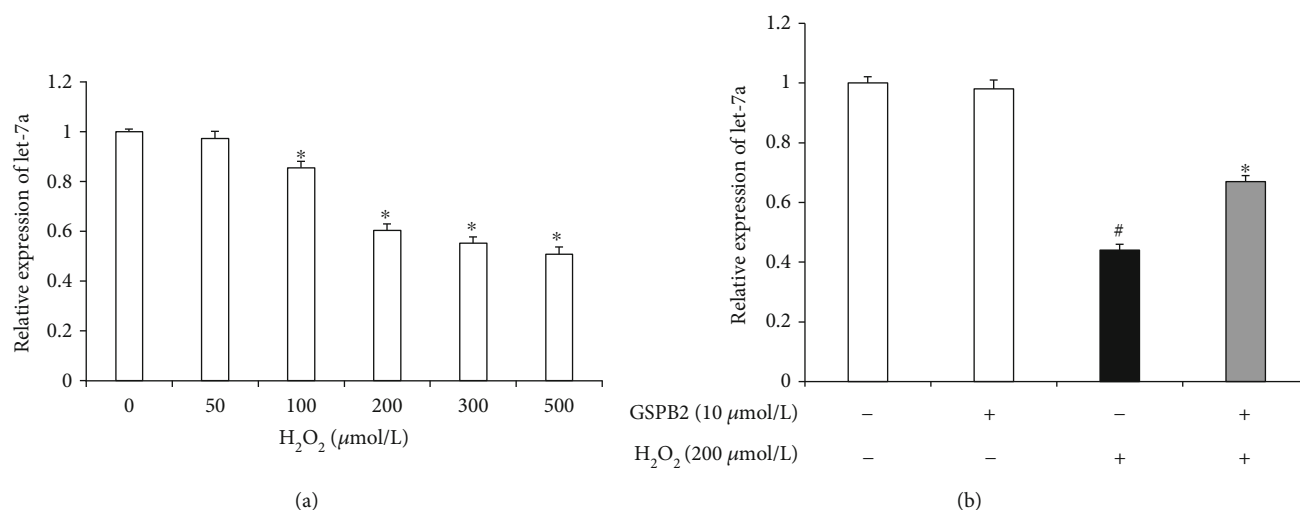 1.2
1
0.8
0.6
0.4
0.2
0
Relative expression of let-7a
*
*
*
*
0 50 100 200 300 500
H₂O₂ (μmol/L)
(a)
1.2
1
0.8
0.6
0.4
0.2
0
Relative expression of let-7a
#
*
GSPB2 (10 μmol/L) − + − +
H₂O₂ (200 μmol/L) − − + +
(b)